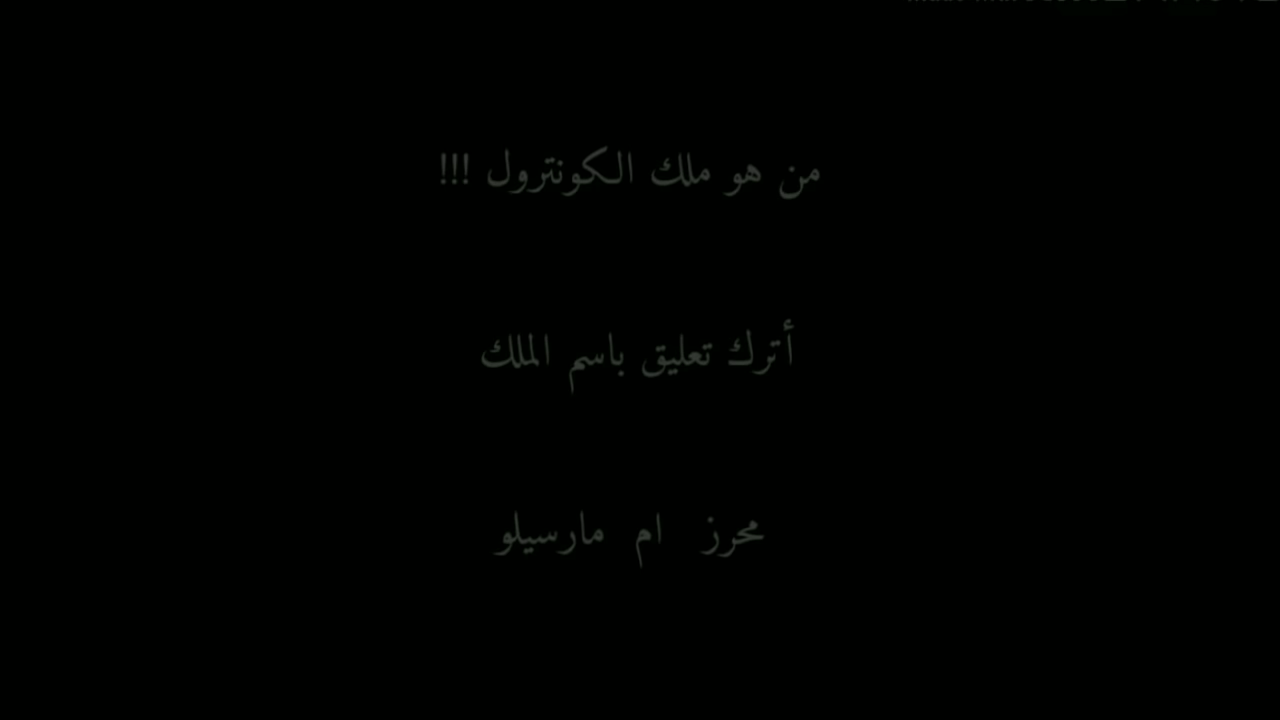 من هو ملك الكونترول !!!
أترك تعليق باسم الملك
محرز ام مارسيلو